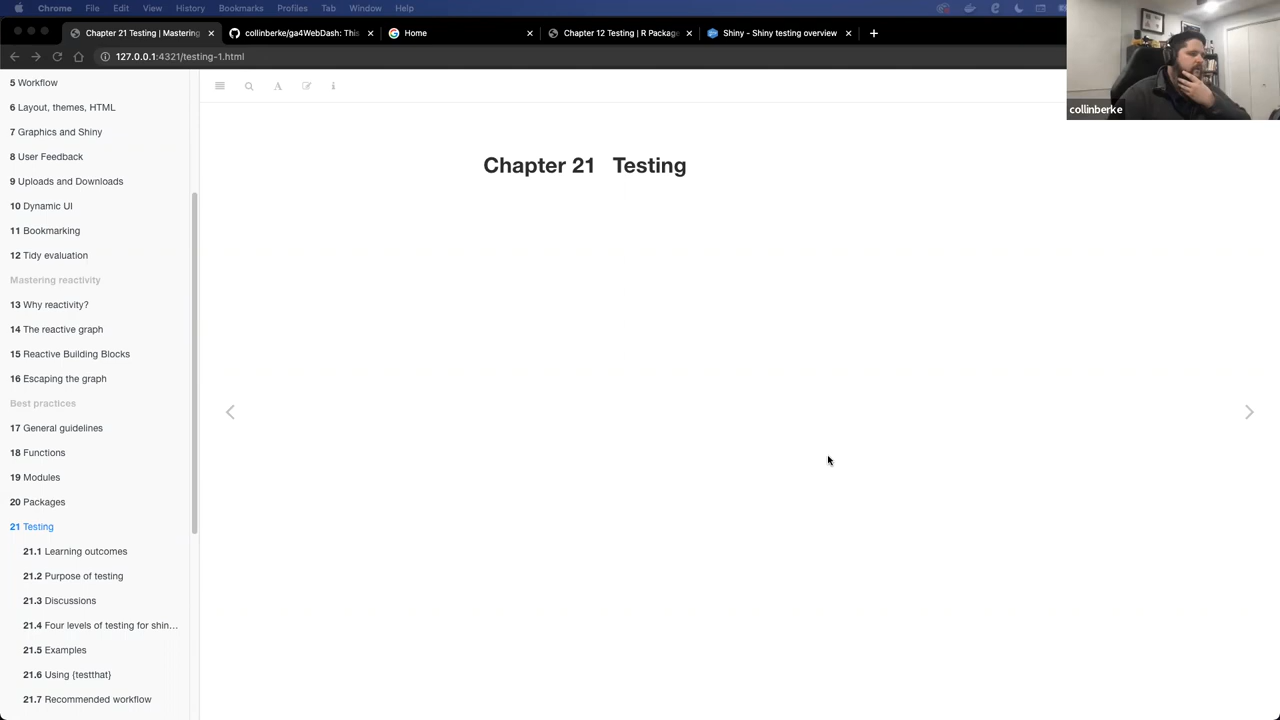 Chrome File Edit View History Bookmarks Profiles Tab Window Help
Chapter 21 Testing | Mastering
collinberke/ga4WebDash: This
Home
Chapter 12 Testing | R Package
Shiny - Shiny testing overview
127.0.0.1:4321/testing-1.html
collinberke
5 Workflow
6 Layout, themes, HTML
7 Graphics and Shiny
8 User Feedback
9 Uploads and Downloads
10 Dynamic UI
11 Bookmarking
12 Tidy evaluation
Mastering reactivity
13 Why reactivity?
14 The reactive graph
15 Reactive Building Blocks
16 Escaping the graph
Best practices
17 General guidelines
18 Functions
19 Modules
20 Packages
21 Testing
21.1 Learning outcomes
21.2 Purpose of testing
21.3 Discussions
21.4 Four levels of testing for shin...
21.5 Examples
21.6 Using {testthat}
21.7 Recommended workflow
A
i
Chapter 21 Testing